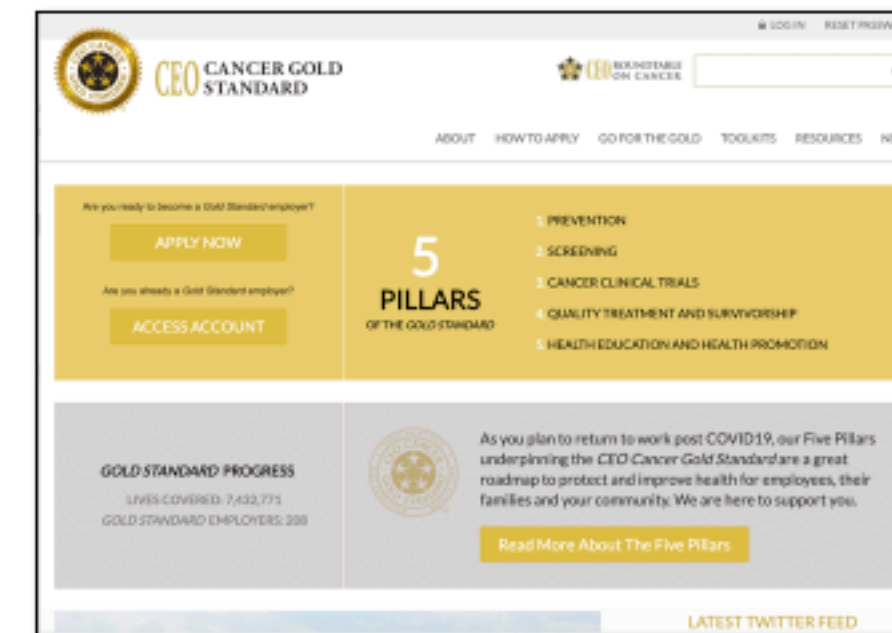 LOG IN RESET PASSW
CEO CANCER GOLD
STANDARD
CEO ROUNDTABLE
ON CANCER
ABOUT HOW TO APPLY GO FOR THE GOLD TOOLKITS RESOURCES NE
Are you ready to become a Gold Standard employer?
APPLY NOW
Are you already a Gold Standard employer?
ACCESS ACCOUNT
5
PILLARS
OF THE GOLD STANDARD
1. PREVENTION
2. SCREENING
3. CANCER CLINICAL TRIALS
4. QUALITY TREATMENT AND SURVIVORSHIP
5. HEALTH EDUCATION AND HEALTH PROMOTION
GOLD STANDARD PROGRESS
LIVES COVERED: 7,432,771
GOLD STANDARD EMPLOYERS: 208
As you plan to return to work post COVID19, our Five Pillars
underpinning the CEO Cancer Gold Standard are a great
roadmap to protect and improve health for employees, their
families and your community. We are here to support you.
Read More About The Five Pillars
LATEST TWITTER FEED